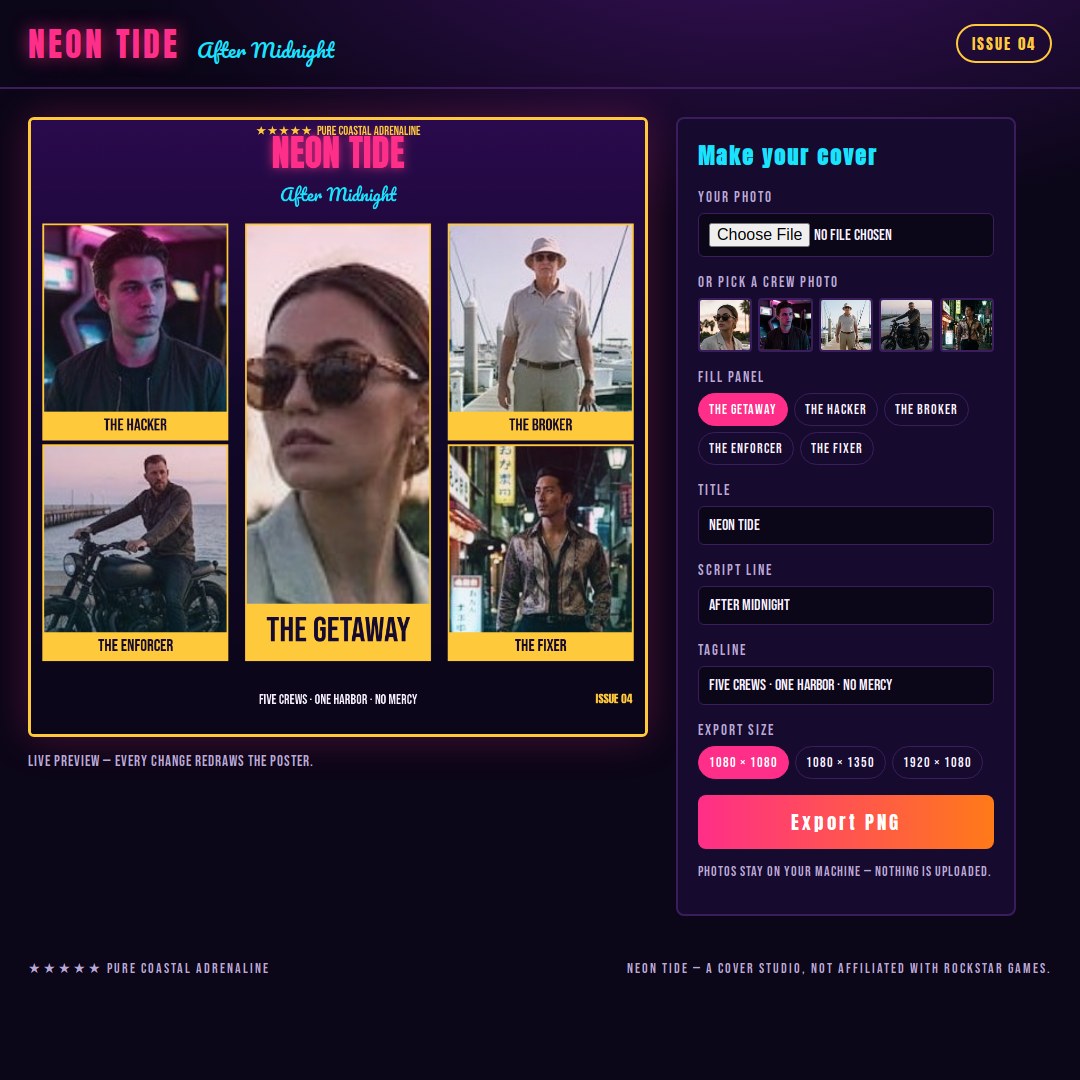 NEON TIDE After Midnight ISSUE 04
★★★★★ PURE COASTAL ADRENALINE
NEON TIDE
After Midnight
THE HACKER
THE GETAWAY
THE BROKER
THE ENFORCER
THE FIXER
FIVE CREWS · ONE HARBOR · NO MERCY
ISSUE 04
LIVE PREVIEW — EVERY CHANGE REDRAWS THE POSTER.
Make your cover
YOUR PHOTO
Choose File NO FILE CHOSEN
OR PICK A CREW PHOTO
FILL PANEL
THE GETAWAY THE HACKER THE BROKER
THE ENFORCER THE FIXER
TITLE
NEON TIDE
SCRIPT LINE
AFTER MIDNIGHT
TAGLINE
FIVE CREWS · ONE HARBOR · NO MERCY
EXPORT SIZE
1080 × 1080 1080 × 1350 1920 × 1080
Export PNG
PHOTOS STAY ON YOUR MACHINE — NOTHING IS UPLOADED.
★★★★★ PURE COASTAL ADRENALINE
NEON TIDE — A COVER STUDIO, NOT AFFILIATED WITH ROCKSTAR GAMES.